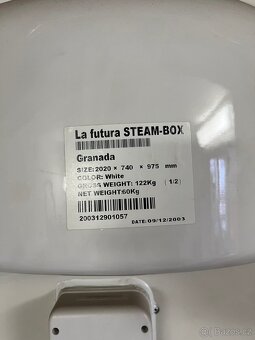 La futura STEAM-BOX
Granada
SIZE: 2020 × 740 × 975 mm
COLOR: White
GROSS WEIGHT: 122Kg (1/2)
NET WEIGHT:60Kg
200312901057
DATE: 09/12/2003